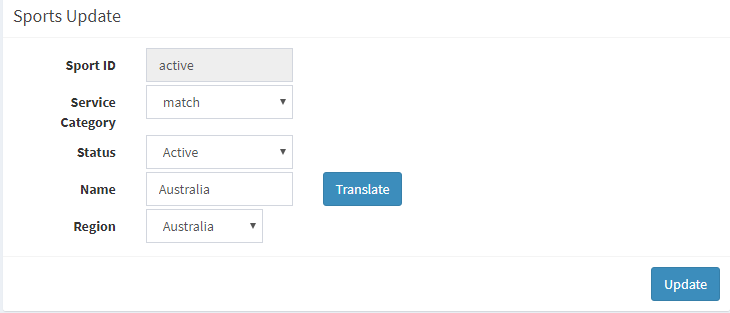 Sports Update
Sport ID active
Service Category match
Status Active
Name Australia Translate
Region Australia
Update